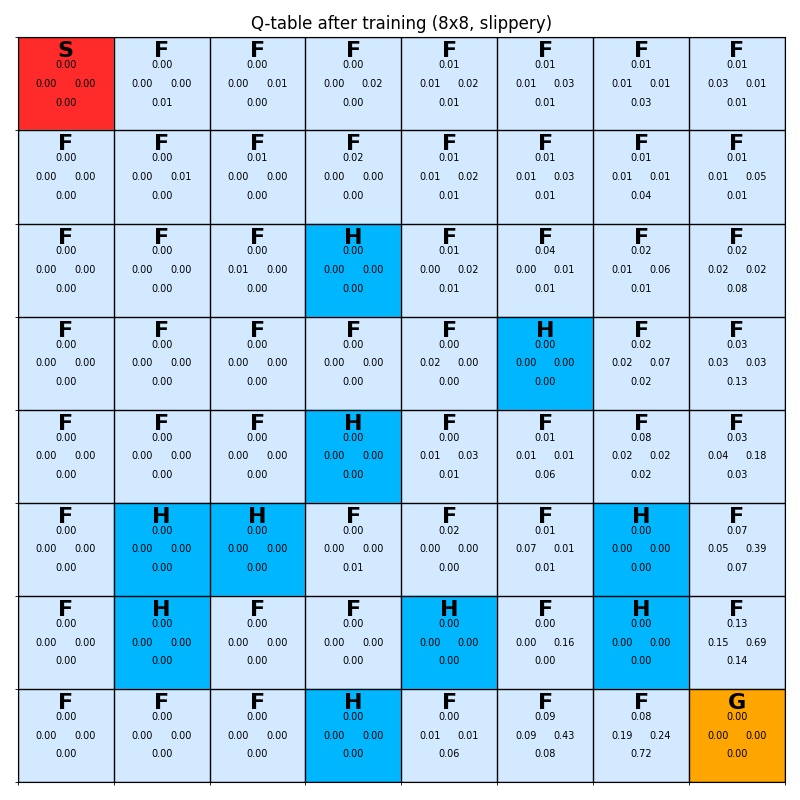 Q-table after training (8x8, slippery)
S F F F F F F F
0.00 0.00 0.00 0.00 0.01 0.01 0.01 0.01
0.00 0.00 0.00 0.00 0.00 0.01 0.00 0.02 0.01 0.02 0.01 0.03 0.01 0.01 0.03 0.01
0.00 0.01 0.00 0.00 0.01 0.01 0.03 0.01
F F F F F F F F
0.00 0.00 0.01 0.02 0.01 0.01 0.01 0.01
0.00 0.00 0.00 0.01 0.00 0.00 0.00 0.00 0.01 0.02 0.01 0.03 0.01 0.01 0.01 0.05
0.00 0.00 0.00 0.00 0.01 0.01 0.04 0.01
F F F H F F F F
0.00 0.00 0.00 0.00 0.01 0.04 0.02 0.02
0.00 0.00 0.00 0.00 0.01 0.00 0.00 0.00 0.00 0.02 0.00 0.01 0.01 0.06 0.02 0.02
0.00 0.00 0.00 0.00 0.01 0.01 0.01 0.08
F F F F F H F F
0.00 0.00 0.00 0.00 0.00 0.00 0.02 0.03
0.00 0.00 0.00 0.00 0.00 0.00 0.00 0.00 0.02 0.00 0.00 0.00 0.02 0.07 0.03 0.03
0.00 0.00 0.00 0.00 0.00 0.00 0.02 0.13
F F F H F F F F
0.00 0.00 0.00 0.00 0.00 0.01 0.08 0.03
0.00 0.00 0.00 0.00 0.00 0.00 0.00 0.00 0.01 0.03 0.01 0.01 0.02 0.02 0.04 0.18
0.00 0.00 0.00 0.00 0.01 0.06 0.02 0.03
F H H F F F H F
0.00 0.00 0.00 0.00 0.02 0.01 0.00 0.07
0.00 0.00 0.00 0.00 0.00 0.00 0.00 0.00 0.00 0.00 0.07 0.01 0.00 0.00 0.05 0.39
0.00 0.00 0.00 0.01 0.00 0.01 0.00 0.07
F H F F H F H F
0.00 0.00 0.00 0.00 0.00 0.00 0.00 0.13
0.00 0.00 0.00 0.00 0.00 0.00 0.00 0.00 0.00 0.00 0.00 0.16 0.00 0.00 0.15 0.69
0.00 0.00 0.00 0.00 0.00 0.00 0.00 0.14
F F F H F F F G
0.00 0.00 0.00 0.00 0.00 0.09 0.08 0.00
0.00 0.00 0.00 0.00 0.00 0.00 0.00 0.00 0.01 0.01 0.09 0.43 0.19 0.24 0.00 0.00
0.00 0.00 0.00 0.00 0.06 0.08 0.72 0.00